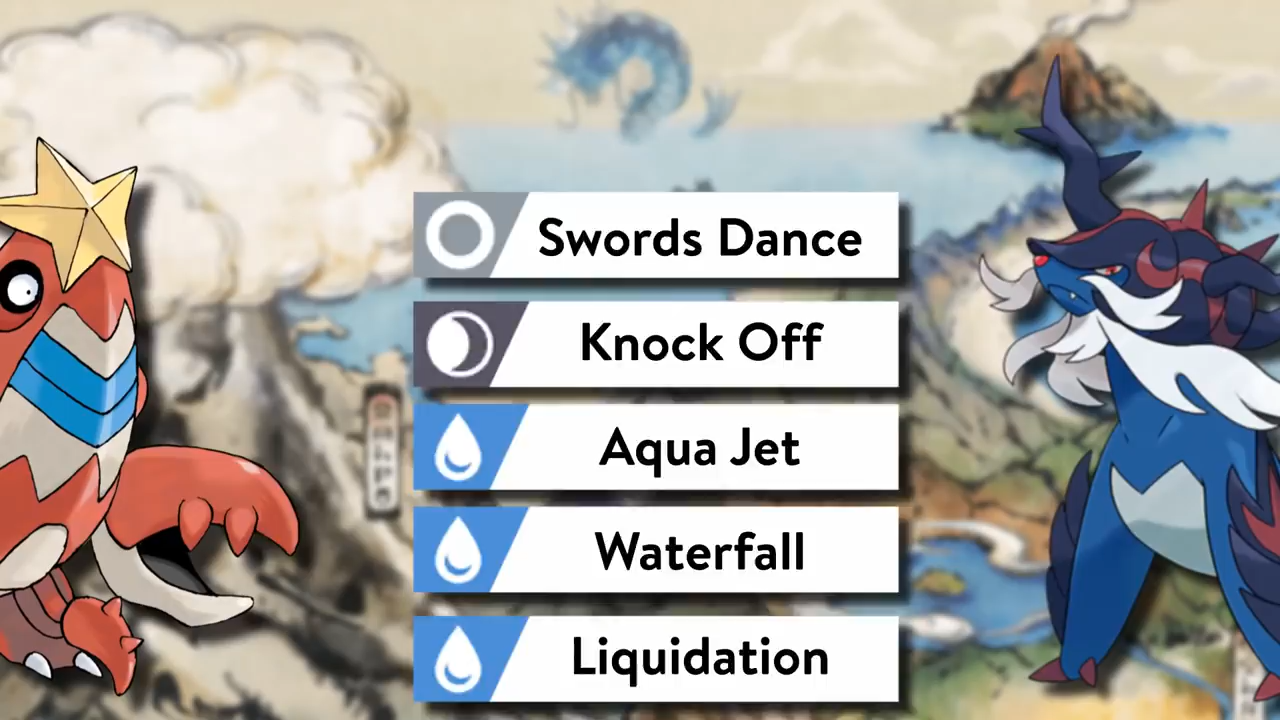 Swords Dance
Knock Off
Aqua Jet
Waterfall
Liquidation